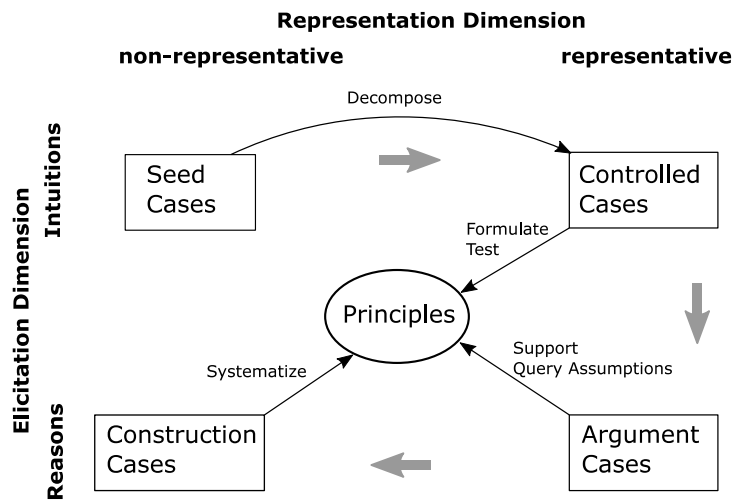 Representation Dimension
non-representative
representative
Decompose
Elicitation Dimension
Intuitions
Seed
Cases
Controlled
Cases
Formulate
Test
Principles
Support
Query Assumptions
Systematize
Reasons
Construction
Cases
Argument
Cases